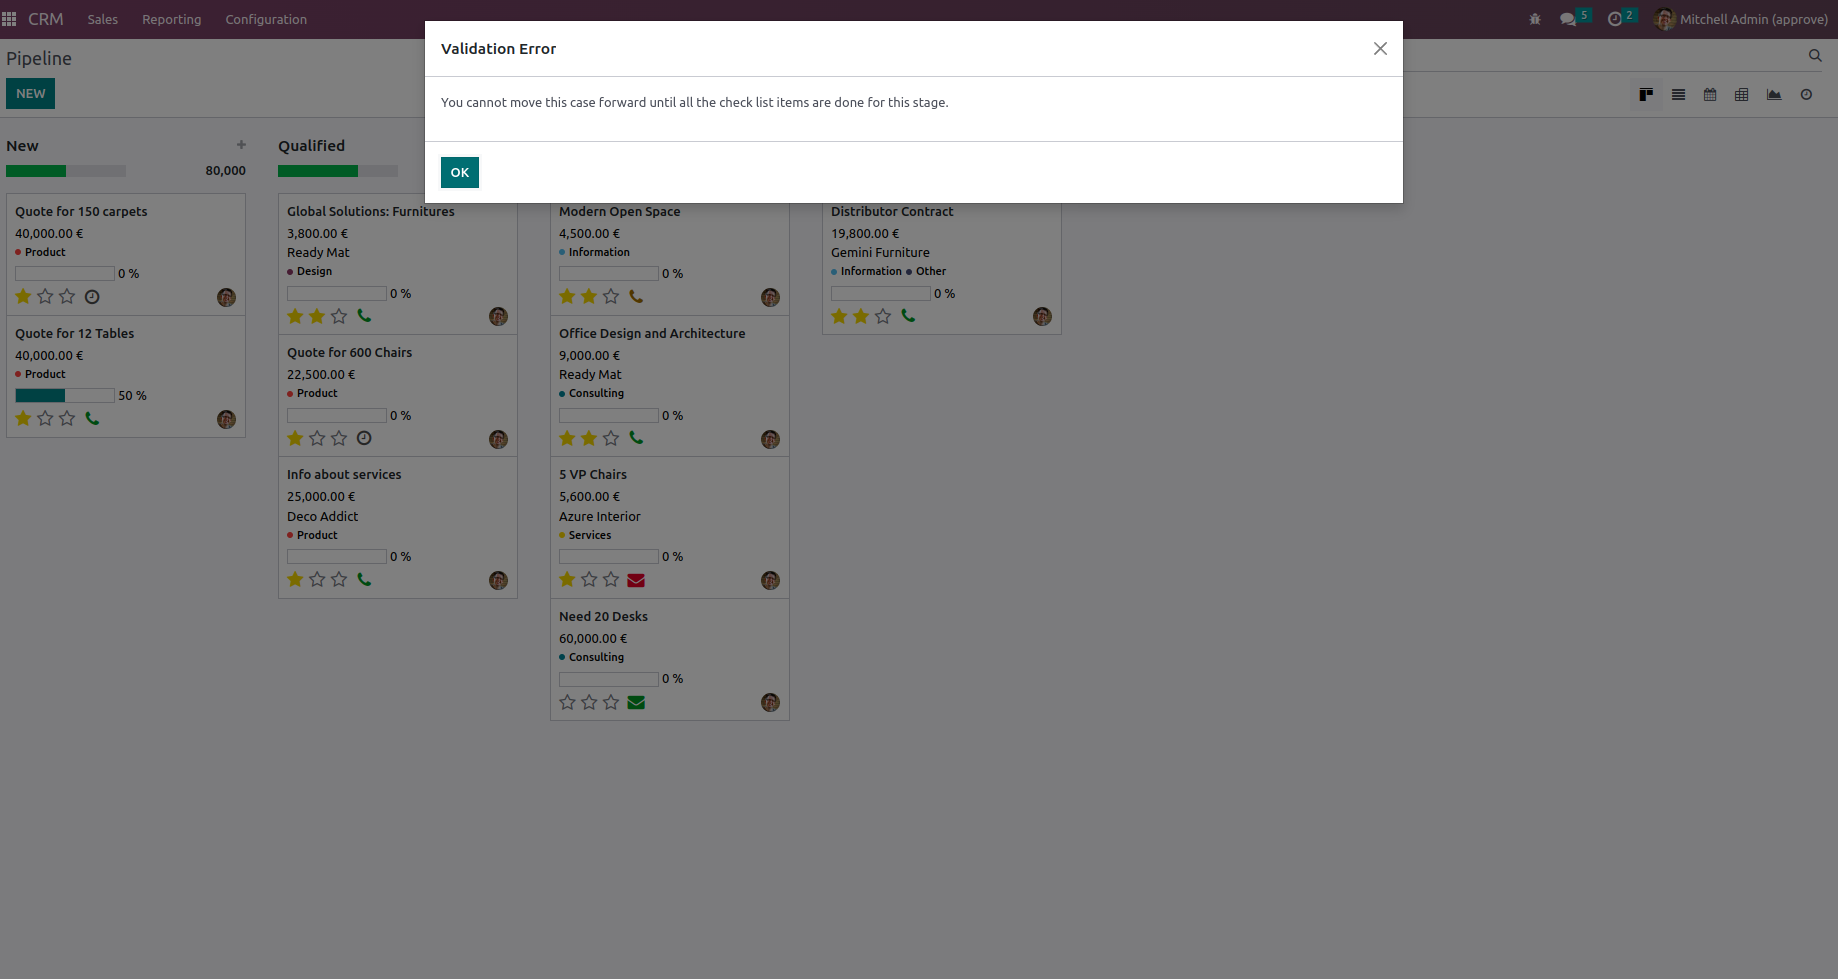 CRM Sales Reporting Configuration 5 2 Mitchell Admin (approve)
Validation Error
Pipeline
NEW
You cannot move this case forward until all the check list items are done for this stage.
OK
New
80,000
Quote for 150 carpets
40,000.00 €
Product
0 %
Quote for 12 Tables
40,000.00 €
Product
50 %
Qualified
Global Solutions: Furnitures
3,800.00 €
Ready Mat
Design
0 %
Quote for 600 Chairs
22,500.00 €
Product
0 %
Info about services
25,000.00 €
Deco Addict
Product
0 %
Modern Open Space
4,500.00 €
Information
0 %
Office Design and Architecture
9,000.00 €
Ready Mat
Consulting
0 %
5 VP Chairs
5,600.00 €
Azure Interior
Services
0 %
Need 20 Desks
60,000.00 €
Consulting
0 %
Distributor Contract
19,800.00 €
Gemini Furniture
Information Other
0 %